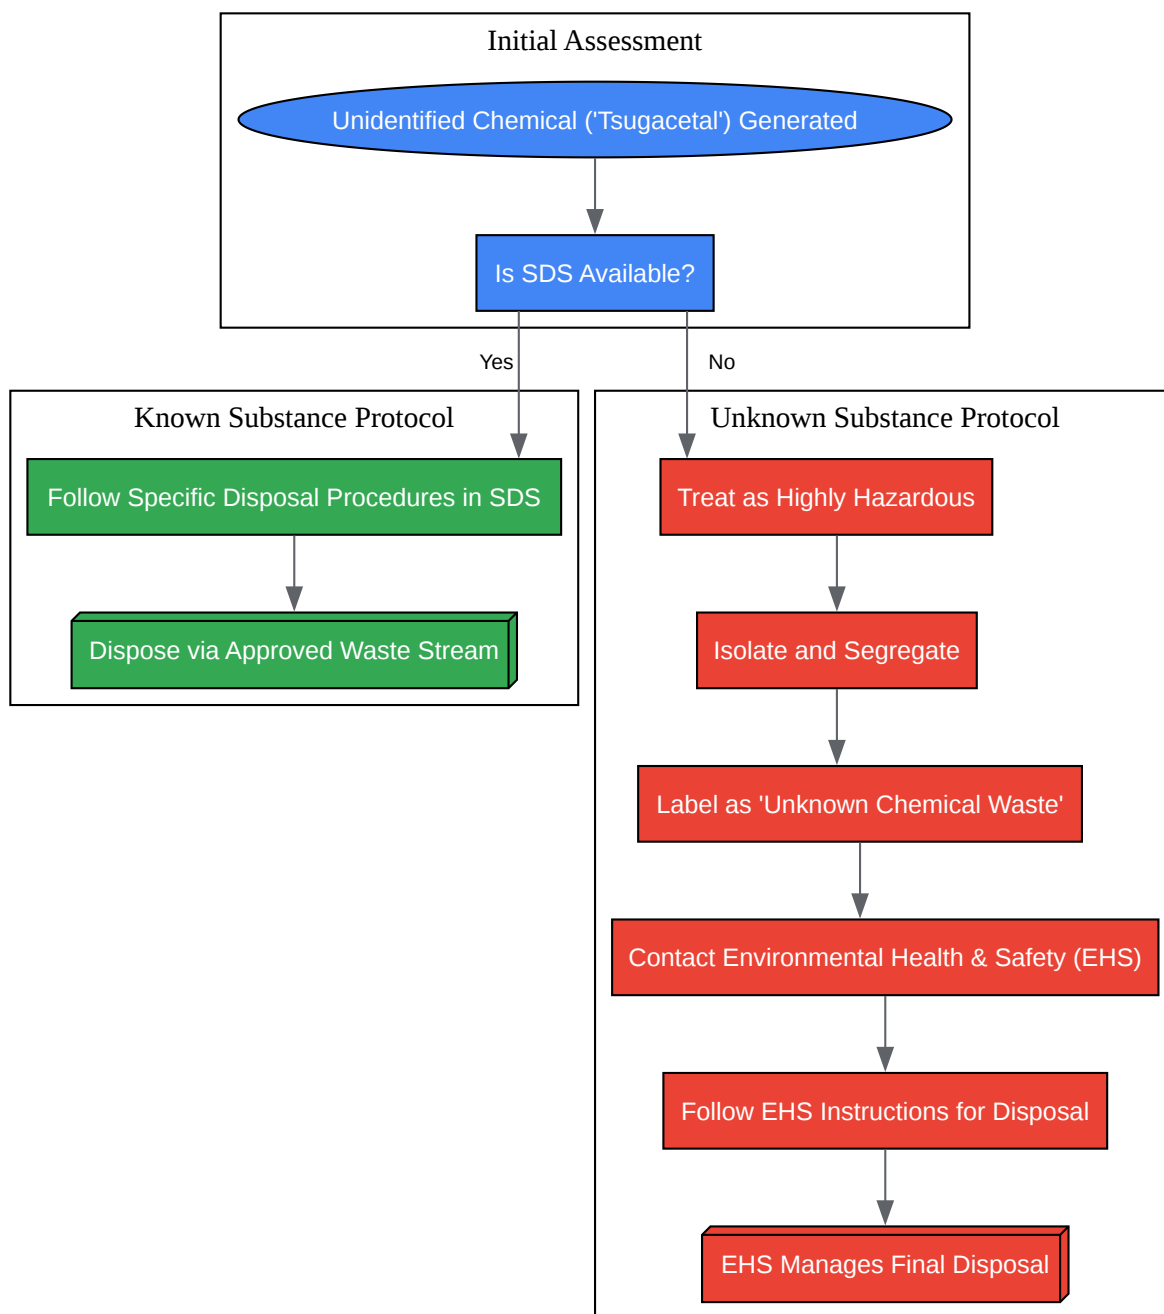 Initial Assessment
Unidentified Chemical ('Tsugacetal') Generated
Is SDS Available?
Yes
No
Known Substance Protocol
Follow Specific Disposal Procedures in SDS
Dispose via Approved Waste Stream
Unknown Substance Protocol
Treat as Highly Hazardous
Isolate and Segregate
Label as 'Unknown Chemical Waste'
Contact Environmental Health & Safety (EHS)
Follow EHS Instructions for Disposal
EHS Manages Final Disposal